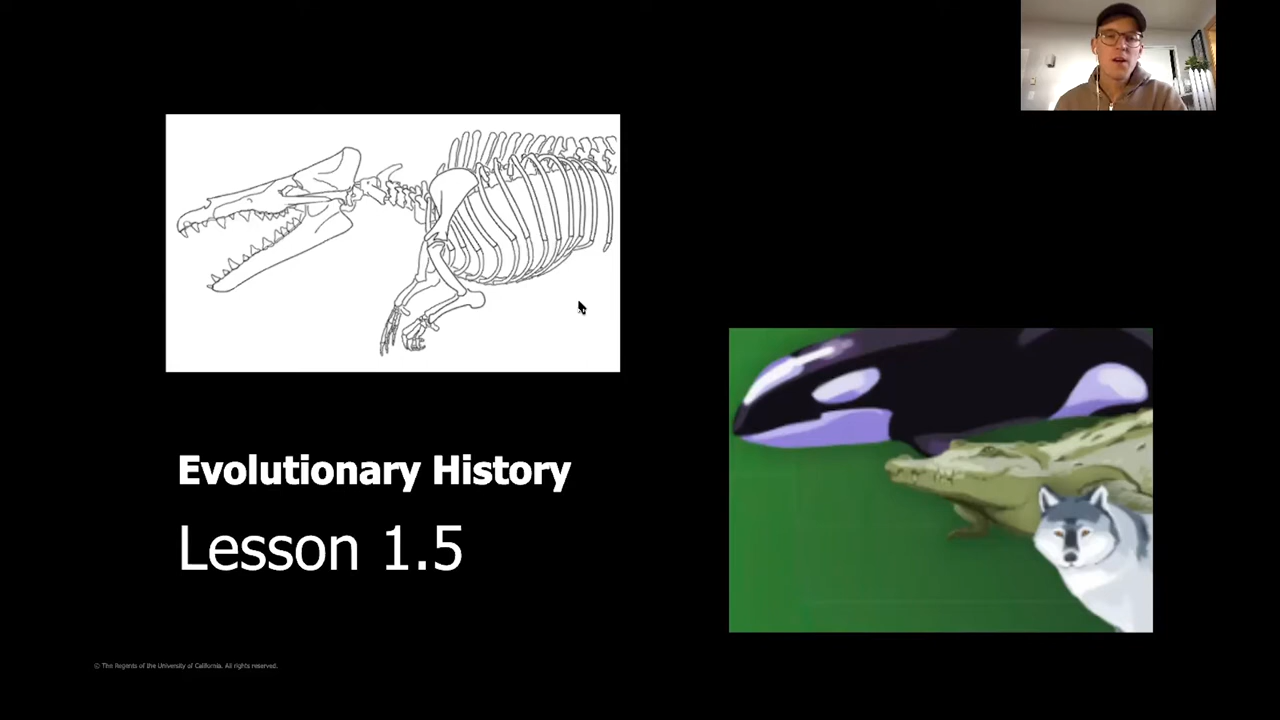 Evolutionary History
Lesson 1.5
© The Regents of the University of California. All rights reserved.